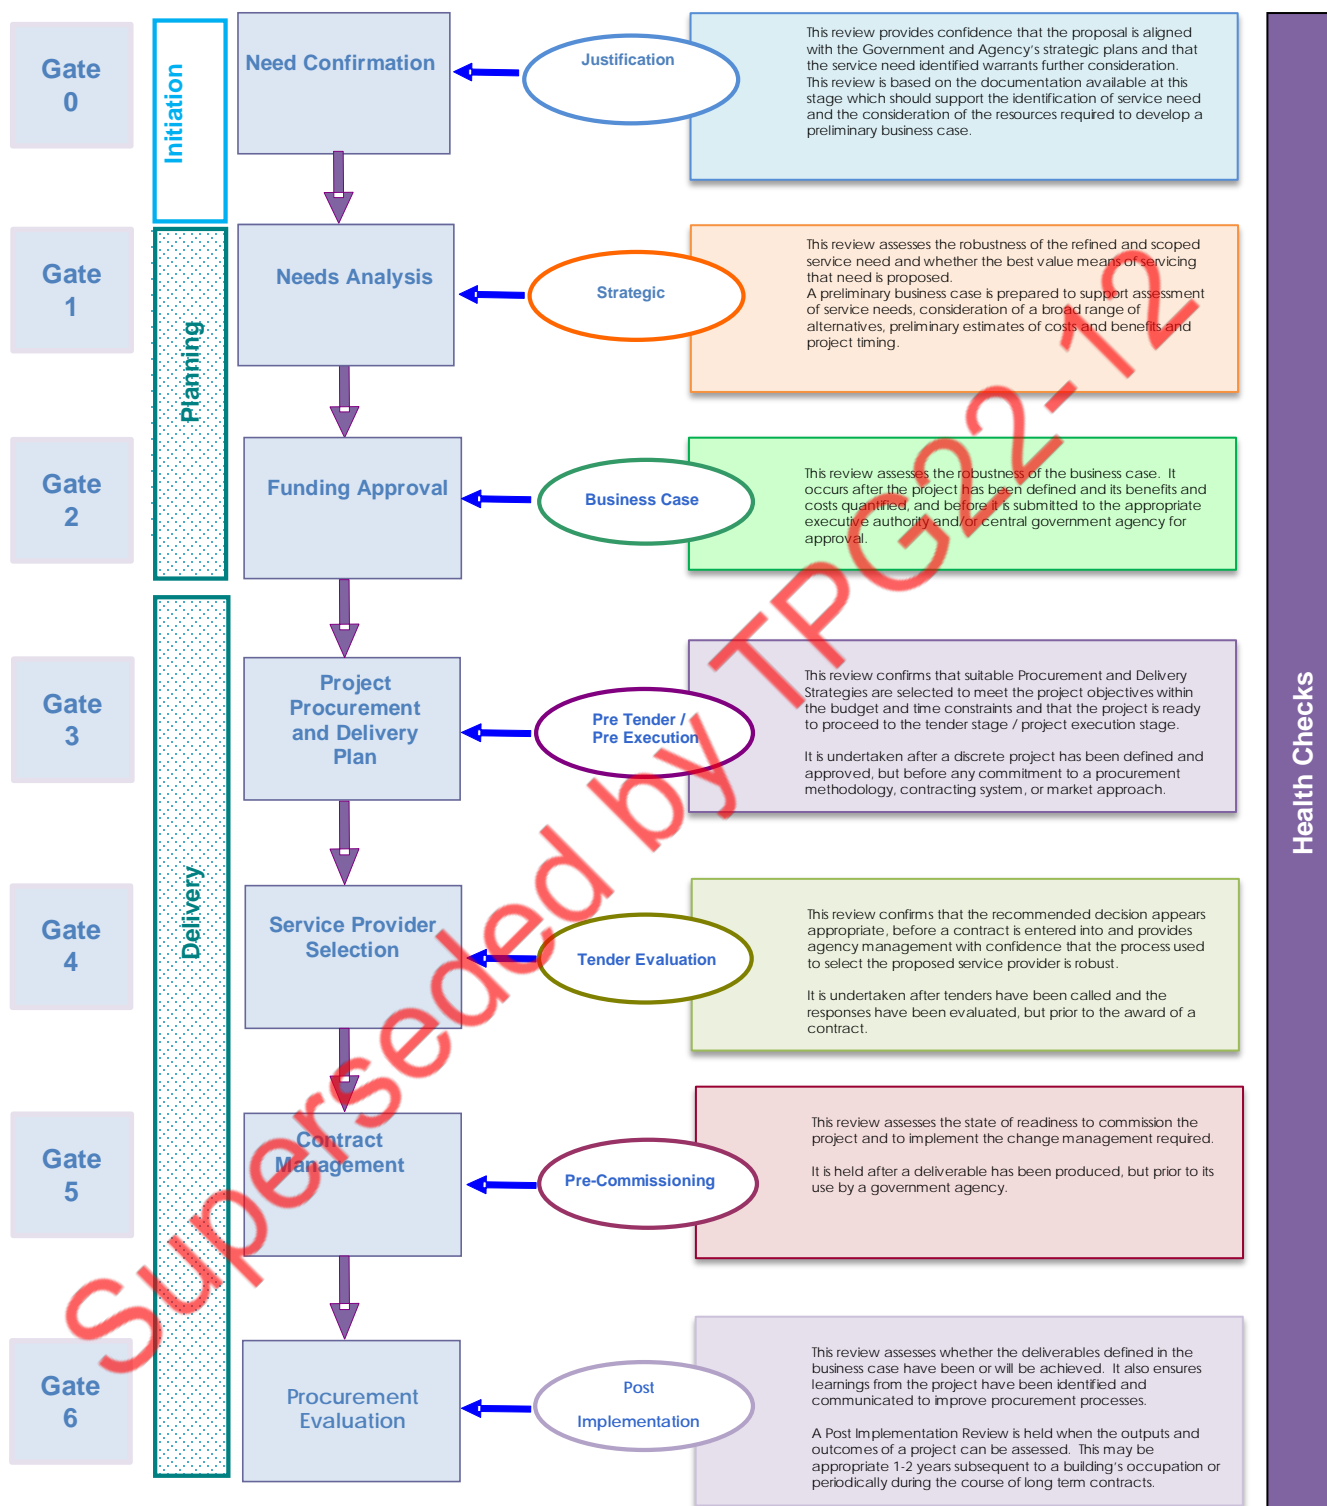 Gate
0
Initiation
Need Confirmation
Justification
This review provides confidence that the proposal is aligned
with the Government and Agency's strategic plans and that
the service need identified warrants further consideration.
This review is based on the documentation available at this
stage which should support the identification of service need
and the consideration of the resources required to develop a
preliminary business case.
Gate
1
Planning
Needs Analysis
Strategic
This review assesses the robustness of the refined and scoped
service need and whether the best value means of servicing
that need is proposed.
A preliminary business case is prepared to support assessment
of service needs, consideration of a broad range of
alternatives, preliminary estimates of costs and benefits and
project timing.
Gate
2
Funding Approval
Business Case
This review assesses the robustness of the business case. It
occurs after the project has been defined and its benefits and
costs quantified, and before it is submitted to the appropriate
executive authority and/or central government agency for
approval.
Gate
3
Delivery
Project
Procurement
and Delivery
Plan
Pre Tender /
Pre Execution
This review confirms that suitable Procurement and Delivery
Strategies are selected to meet the project objectives within
the budget and time constraints and that the project is ready
to proceed to the tender stage / project execution stage.
It is undertaken after a discrete project has been defined and
approved, but before any commitment to a procurement
methodology, contracting system, or market approach.
Gate
4
Service Provider
Selection
Tender Evaluation
This review confirms that the recommended decision appears
appropriate, before a contract is entered into and provides
agency management with confidence that the process used
to select the proposed service provider is robust.
It is undertaken after tenders have been called and the
responses have been evaluated, but prior to the award of a
contract.
Gate
5
Contract
Management
Pre-Commissioning
This review assesses the state of readiness to commission the
project and to implement the change management required.
It is held after a deliverable has been produced, but prior to its
use by a government agency.
Gate
6
Procurement
Evaluation
Post
Implementation
This review assesses whether the deliverables defined in the
business case have been or will be achieved. It also ensures
learnings from the project have been identified and
communicated to improve procurement processes.
A Post Implementation Review is held when the outputs and
outcomes of a project can be assessed. This may be
appropriate 1-2 years subsequent to a building's occupation or
periodically during the course of long term contracts.
Health Checks
Superseded by TPG22-12